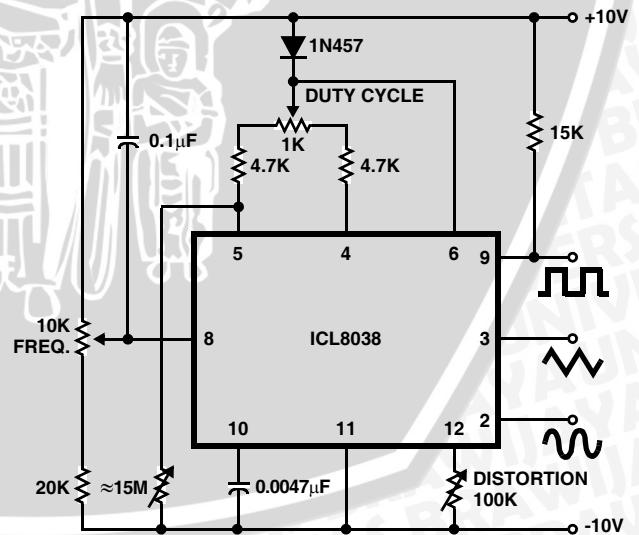 +10V
1N457
DUTY CYCLE
0.1µF
1K
15K
4.7K
4.7K
5
4
6
9
10K
FREQ.
8
ICL8038
3
2
10
11
12
20K
≈15M
0.0047µF
DISTORTION
100K
-10V